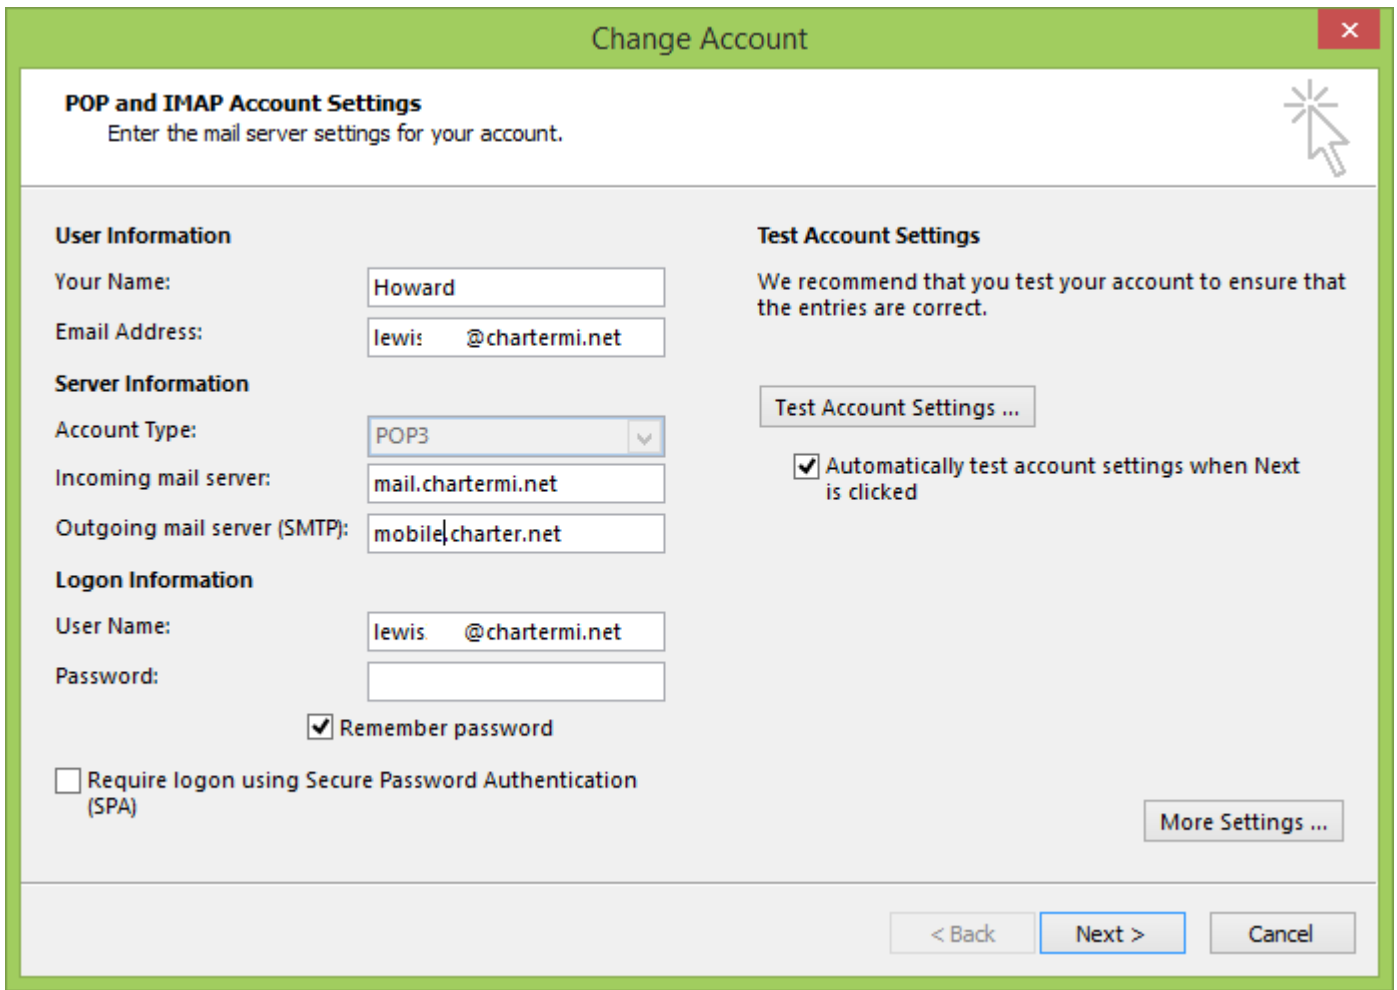 Change Account
POP and IMAP Account Settings
Enter the mail server settings for your account.
User Information
Your Name: Howard
Email Address: lewis @chartermi.net
Server Information
Account Type: POP3
Incoming mail server: mail.chartermi.net
Outgoing mail server (SMTP): mobile.charter.net
Logon Information
User Name: lewis @chartermi.net
Password:
Remember password
Require logon using Secure Password Authentication
(SPA)
Test Account Settings
We recommend that you test your account to ensure that
the entries are correct.
Test Account Settings ...
Automatically test account settings when Next
is clicked
More Settings ...
< Back
Next >
Cancel